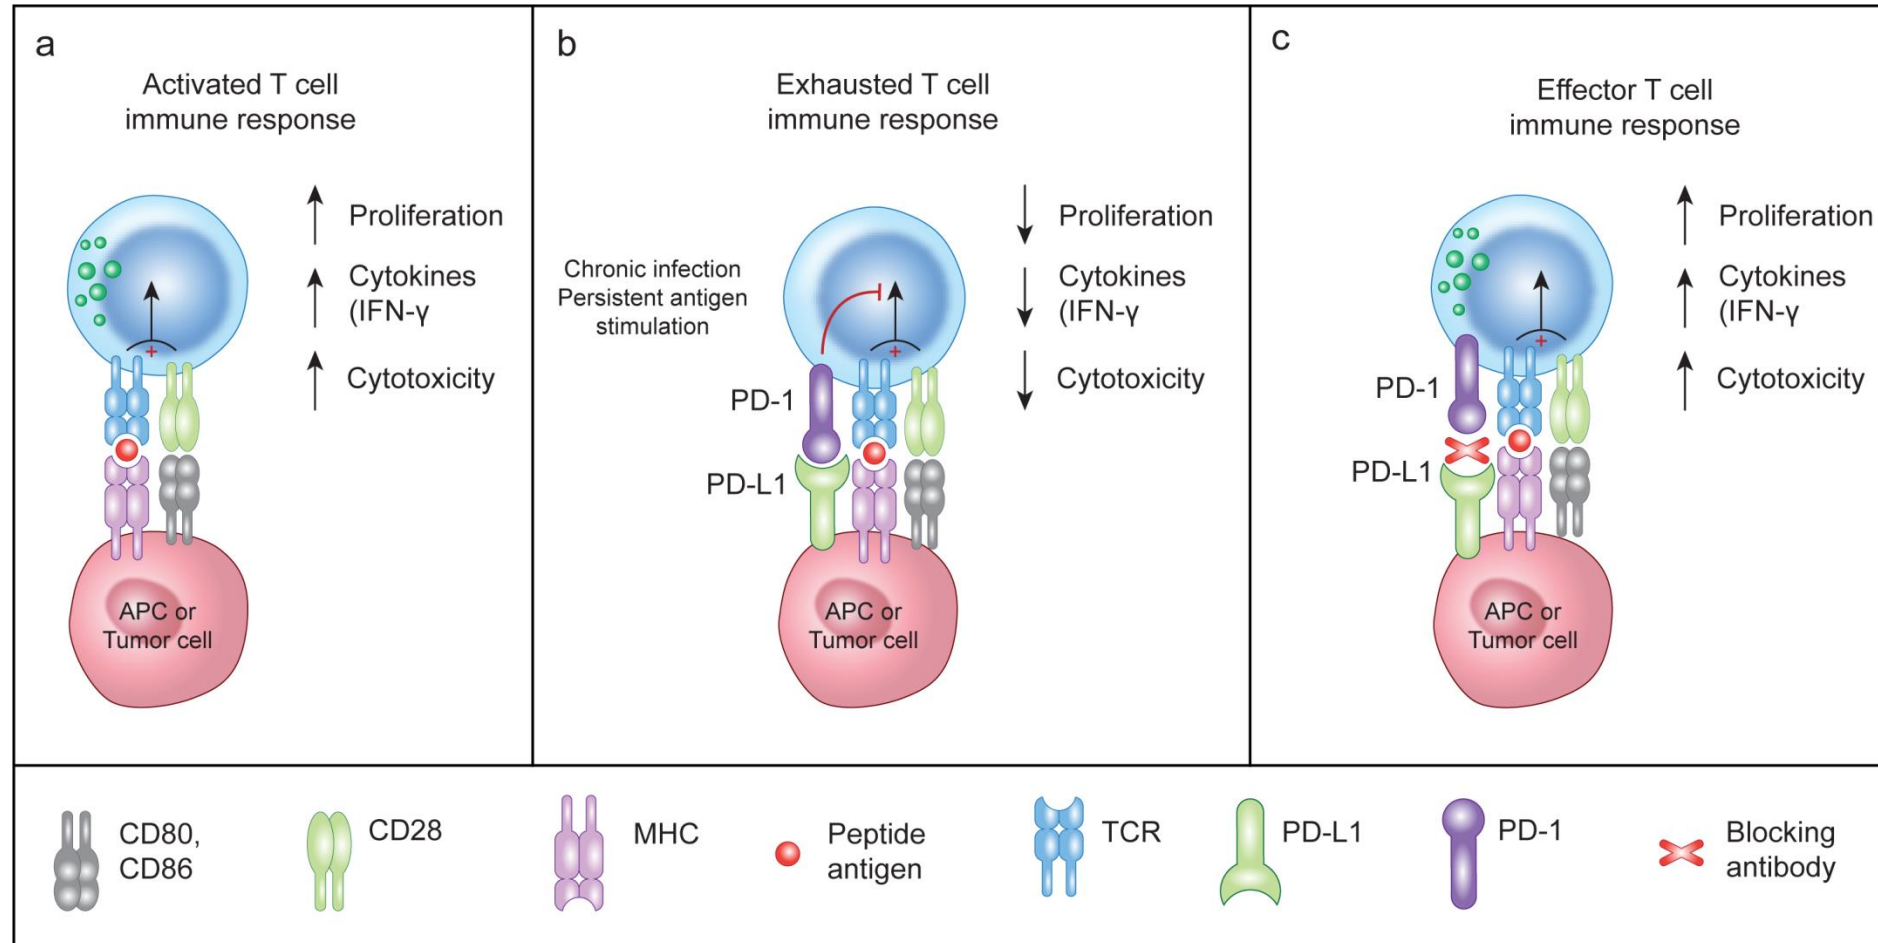 a
Activated T cell
immune response
Proliferation
Cytokines
(IFN-γ
Cytotoxicity
APC or
Tumor cell
b
Exhausted T cell
immune response
Chronic infection
Persistent antigen
stimulation
Proliferation
Cytokines
(IFN-γ
Cytotoxicity
PD-1
PD-L1
APC or
Tumor cell
c
Effector T cell
immune response
Proliferation
Cytokines
(IFN-γ
Cytotoxicity
PD-1
PD-L1
APC or
Tumor cell
CD80,
CD86
CD28
MHC
Peptide
antigen
TCR
PD-L1
PD-1
Blocking
antibody